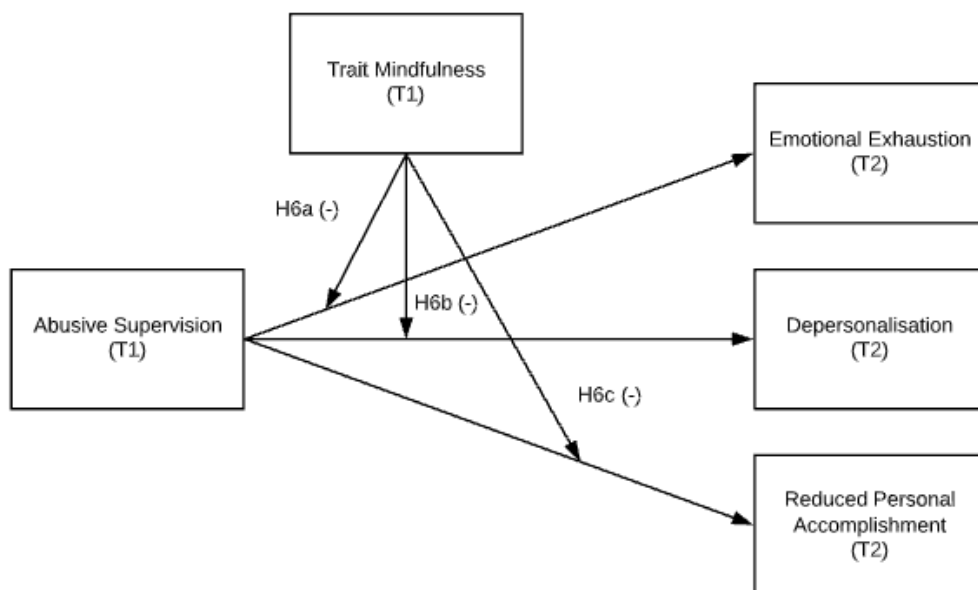 Trait Mindfulness
(T1)
Emotional Exhaustion
(T2)
H6a (-)
H6b (-)
Abusive Supervision
(T1)
Depersonalisation
(T2)
H6c (-)
Reduced Personal
Accomplishment
(T2)